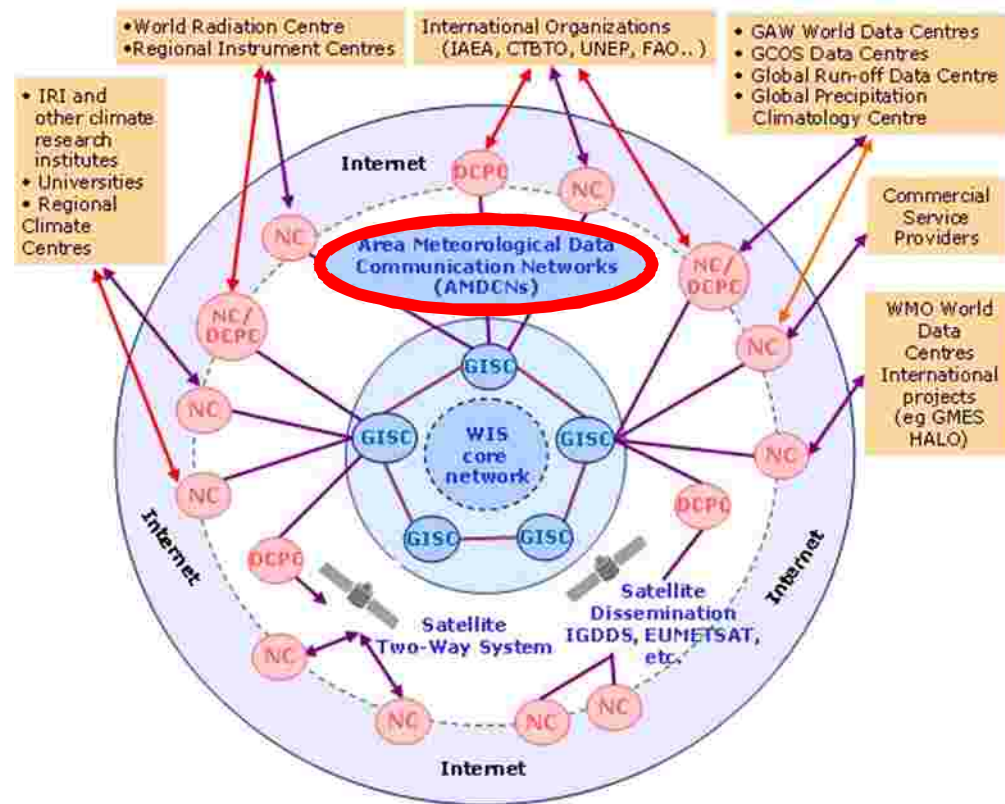 •World Radiation Centre
•Regional Instrument Centres
International Organizations
(IAEA, CTBTO, UNEP, FAO..)
• GAW World Data Centres
• GCOS Data Centres
• Global Run-off Data Centre
• Global Precipitation
Climatology Centre
• IRI and
other climate
research
institutes
• Universities
• Regional
Climate
Centres
Commercial
Service
Providers
WMO World
Data
Centres
International
projects
(eg GMES
HALO)
Internet
DCPC
NC
NC
Area Meteorological Data
Communication Networks
(AMDCNs)
NC/
DCPC
NC/
DCPC
NC
GISC
NC
GISC
WIS
core
network
GISC
NC
NC
DCPC
GISC
GISC
Internet
DCPC
Internet
Satellite
Two-Way System
Satellite
Dissemination
IGDDS, EUMETSAT,
etc.
NC
NC
NC
NC
Internet